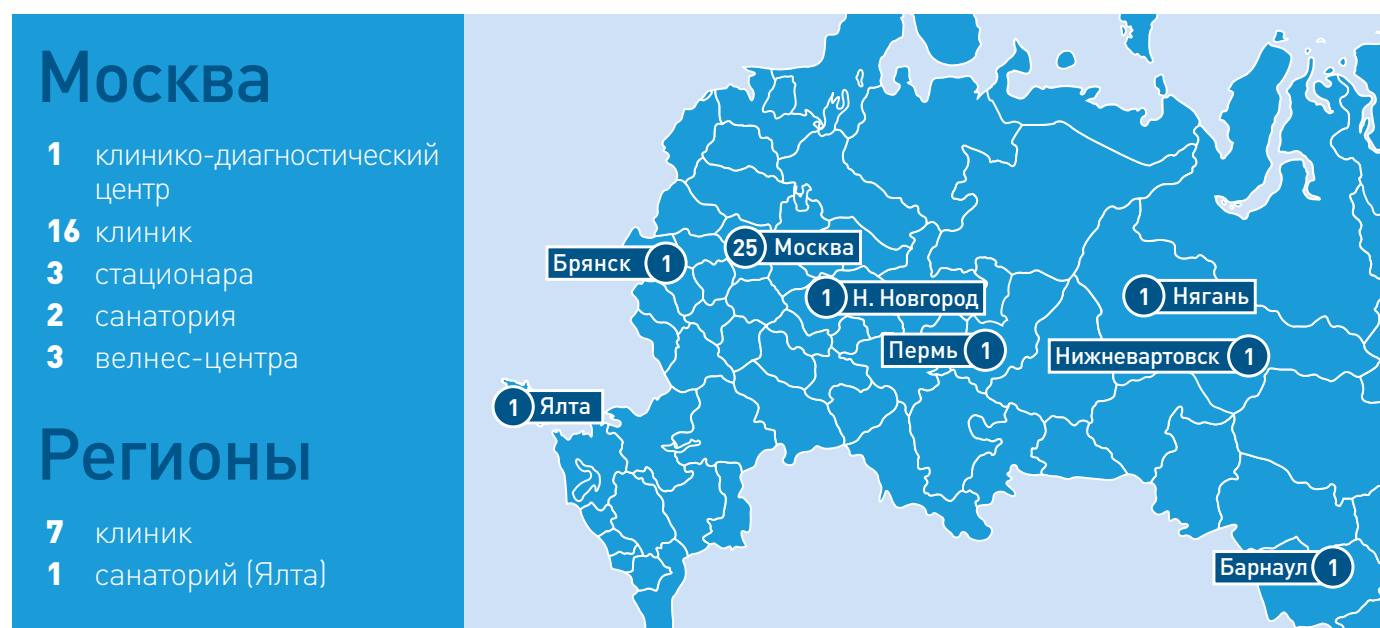 Москва
1 клинико-диагностический
центр
16 клиник
3 стационара
2 санатория
3 велнес-центра
Регионы
7 клиник
1 санаторий (Ялта)
25 Москва
Брянск 1
1 Н. Новгород
1 Нягань
Пермь 1
Нижневартовск 1
1 Ялта
Барнаул 1